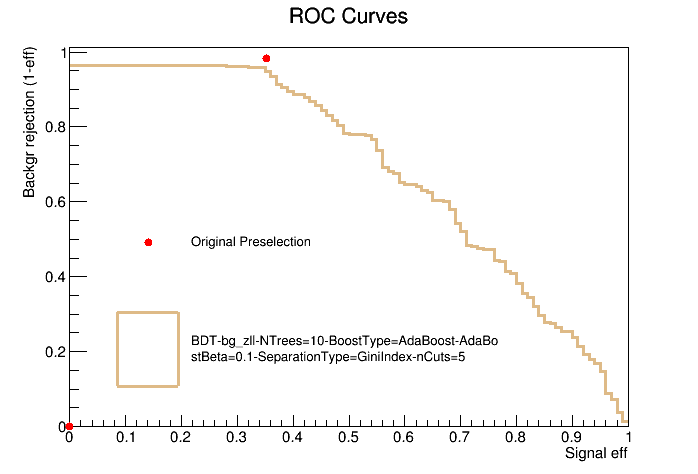 ROC Curves
Backgr rejection (1-eff)
1
0.8
0.6
0.4
0.2
0
Original Preselection
BDT-bg_zll-NTrees=10-BoostType=AdaBoost-AdaBo
stBeta=0.1-SeparationType=GiniIndex-nCuts=5
0 0.1 0.2 0.3 0.4 0.5 0.6 0.7 0.8 0.9 1
Signal eff